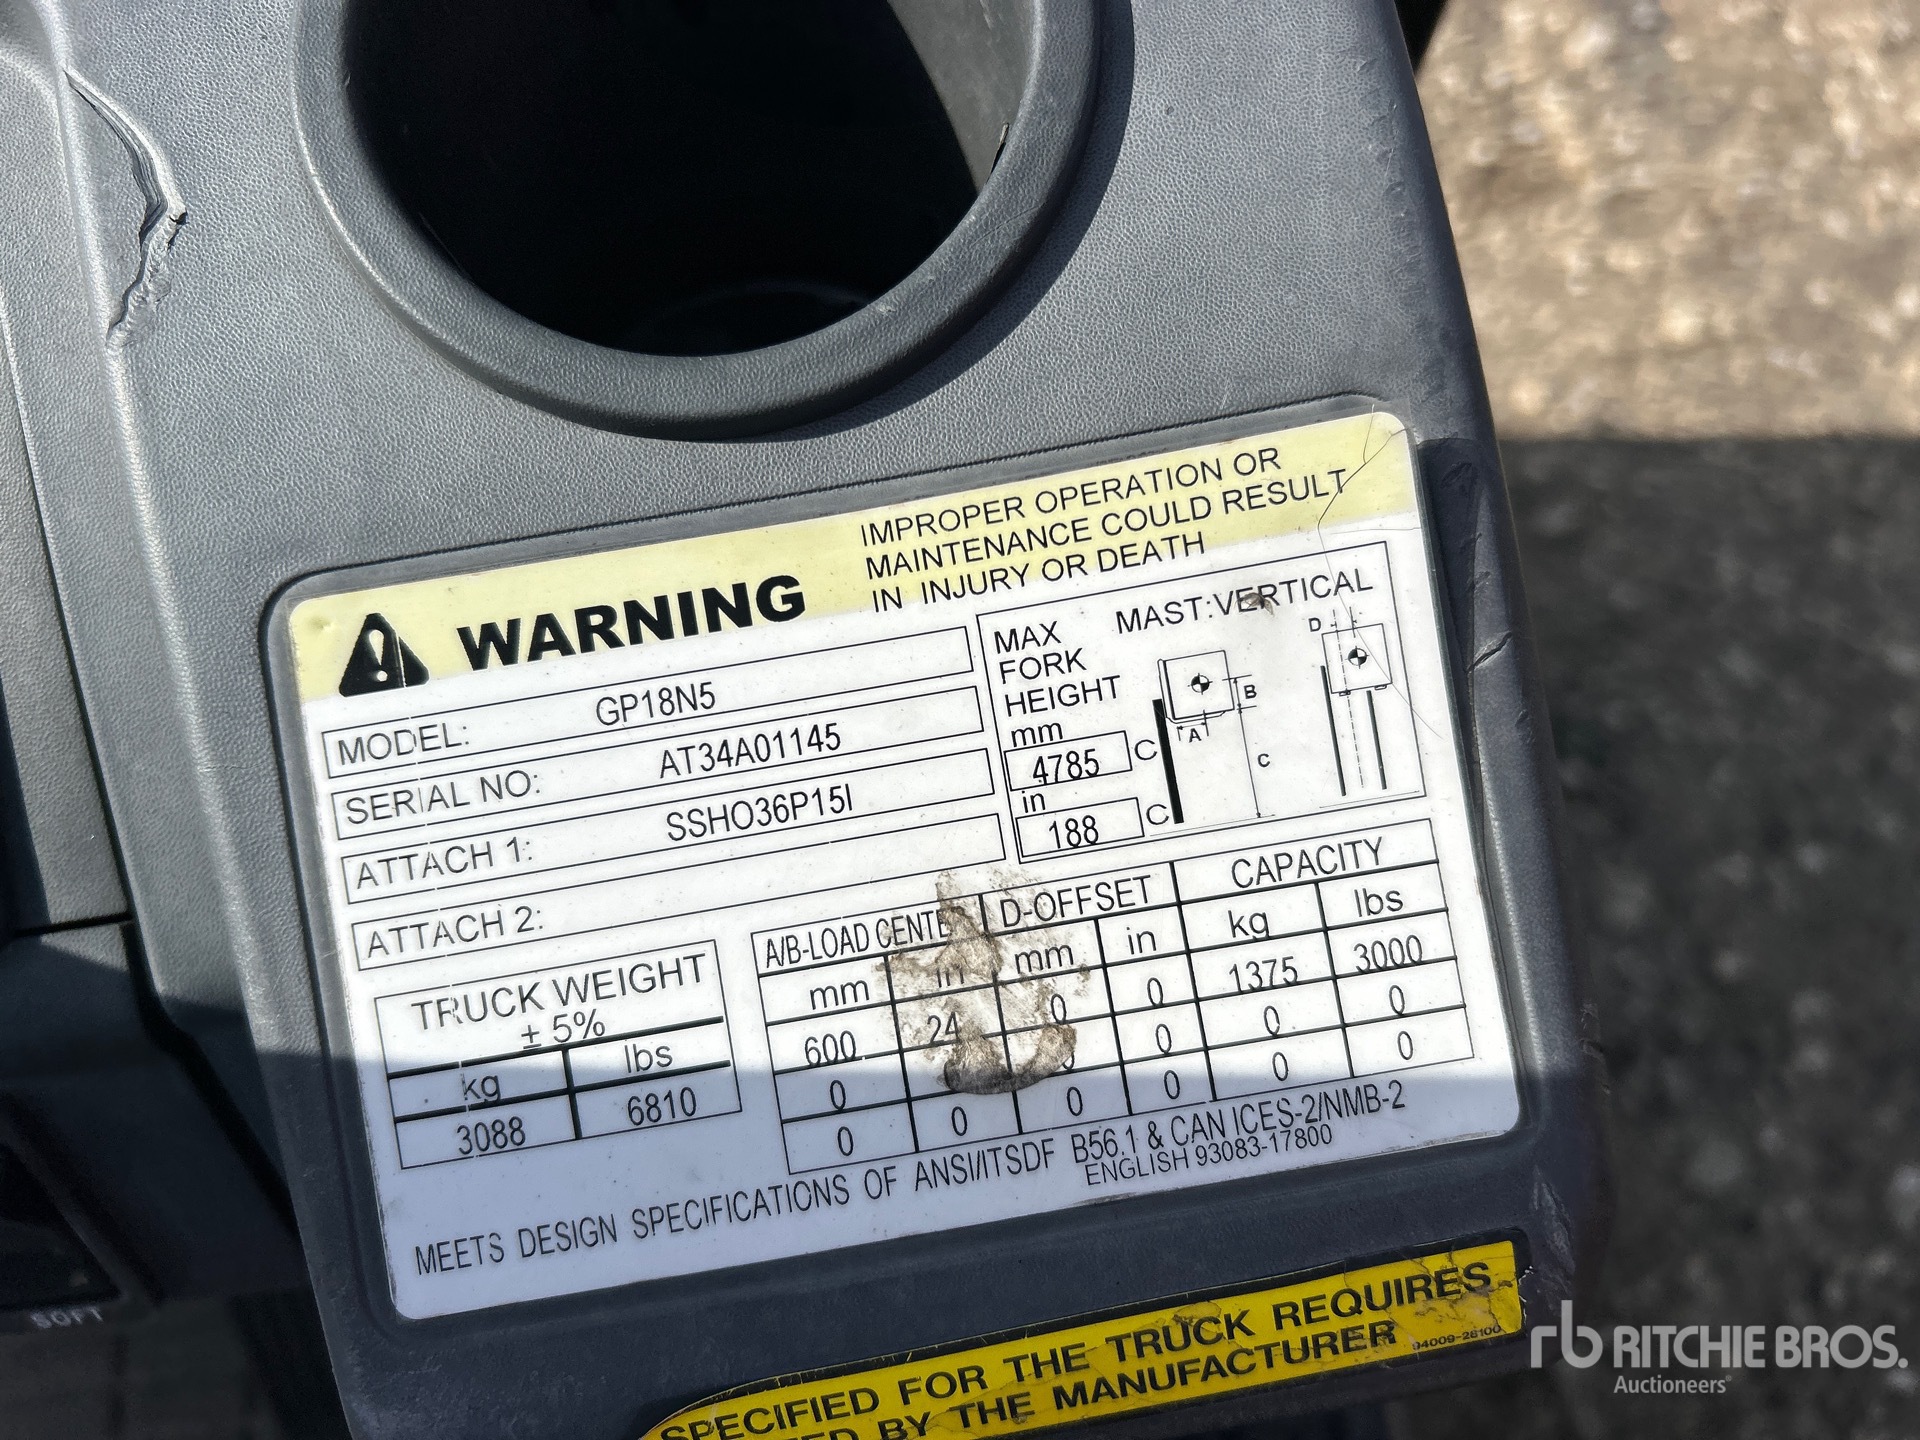 WARNING
IMPROPER OPERATION OR
MAINTENANCE COULD RESULT
IN INJURY OR DEATH
MODEL: GP18N5
SERIAL NO: AT34A01145
ATTACH 1: SSHO36P15I
ATTACH 2:
MAX
FORK
HEIGHT
mm
4785 C
in
188 C
MAST:VERTICAL
A
B
C
D
TRUCK WEIGHT
± 5%
kg lbs
3088 6810
A/B-LOAD CENTE D-OFFSET CAPACITY
mm in mm in kg lbs
600 24 0 0 1375 3000
0 0 0 0 0
0 0 0 0 0 0
MEETS DESIGN SPECIFICATIONS OF ANSI/ITSDF B56.1 & CAN ICES-2/NMB-2
ENGLISH 93083-17800
SPECIFIED FOR THE TRUCK REQUIRES
BY THE MANUFACTURER
94009-28100
SOFT
rb RITCHIE BROS.
Auctioneers